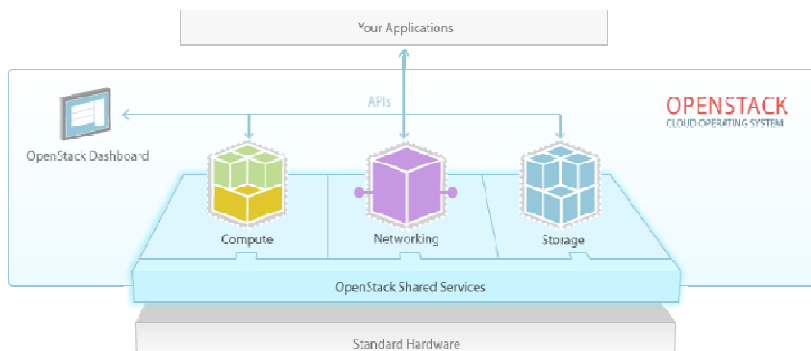 Your Applications
APIs
OPENSTACK
CLOUD OPERATING SYSTEM
OpenStack Dashboard
Compute
Networking
Storage
OpenStack Shared Services
Standard Hardware